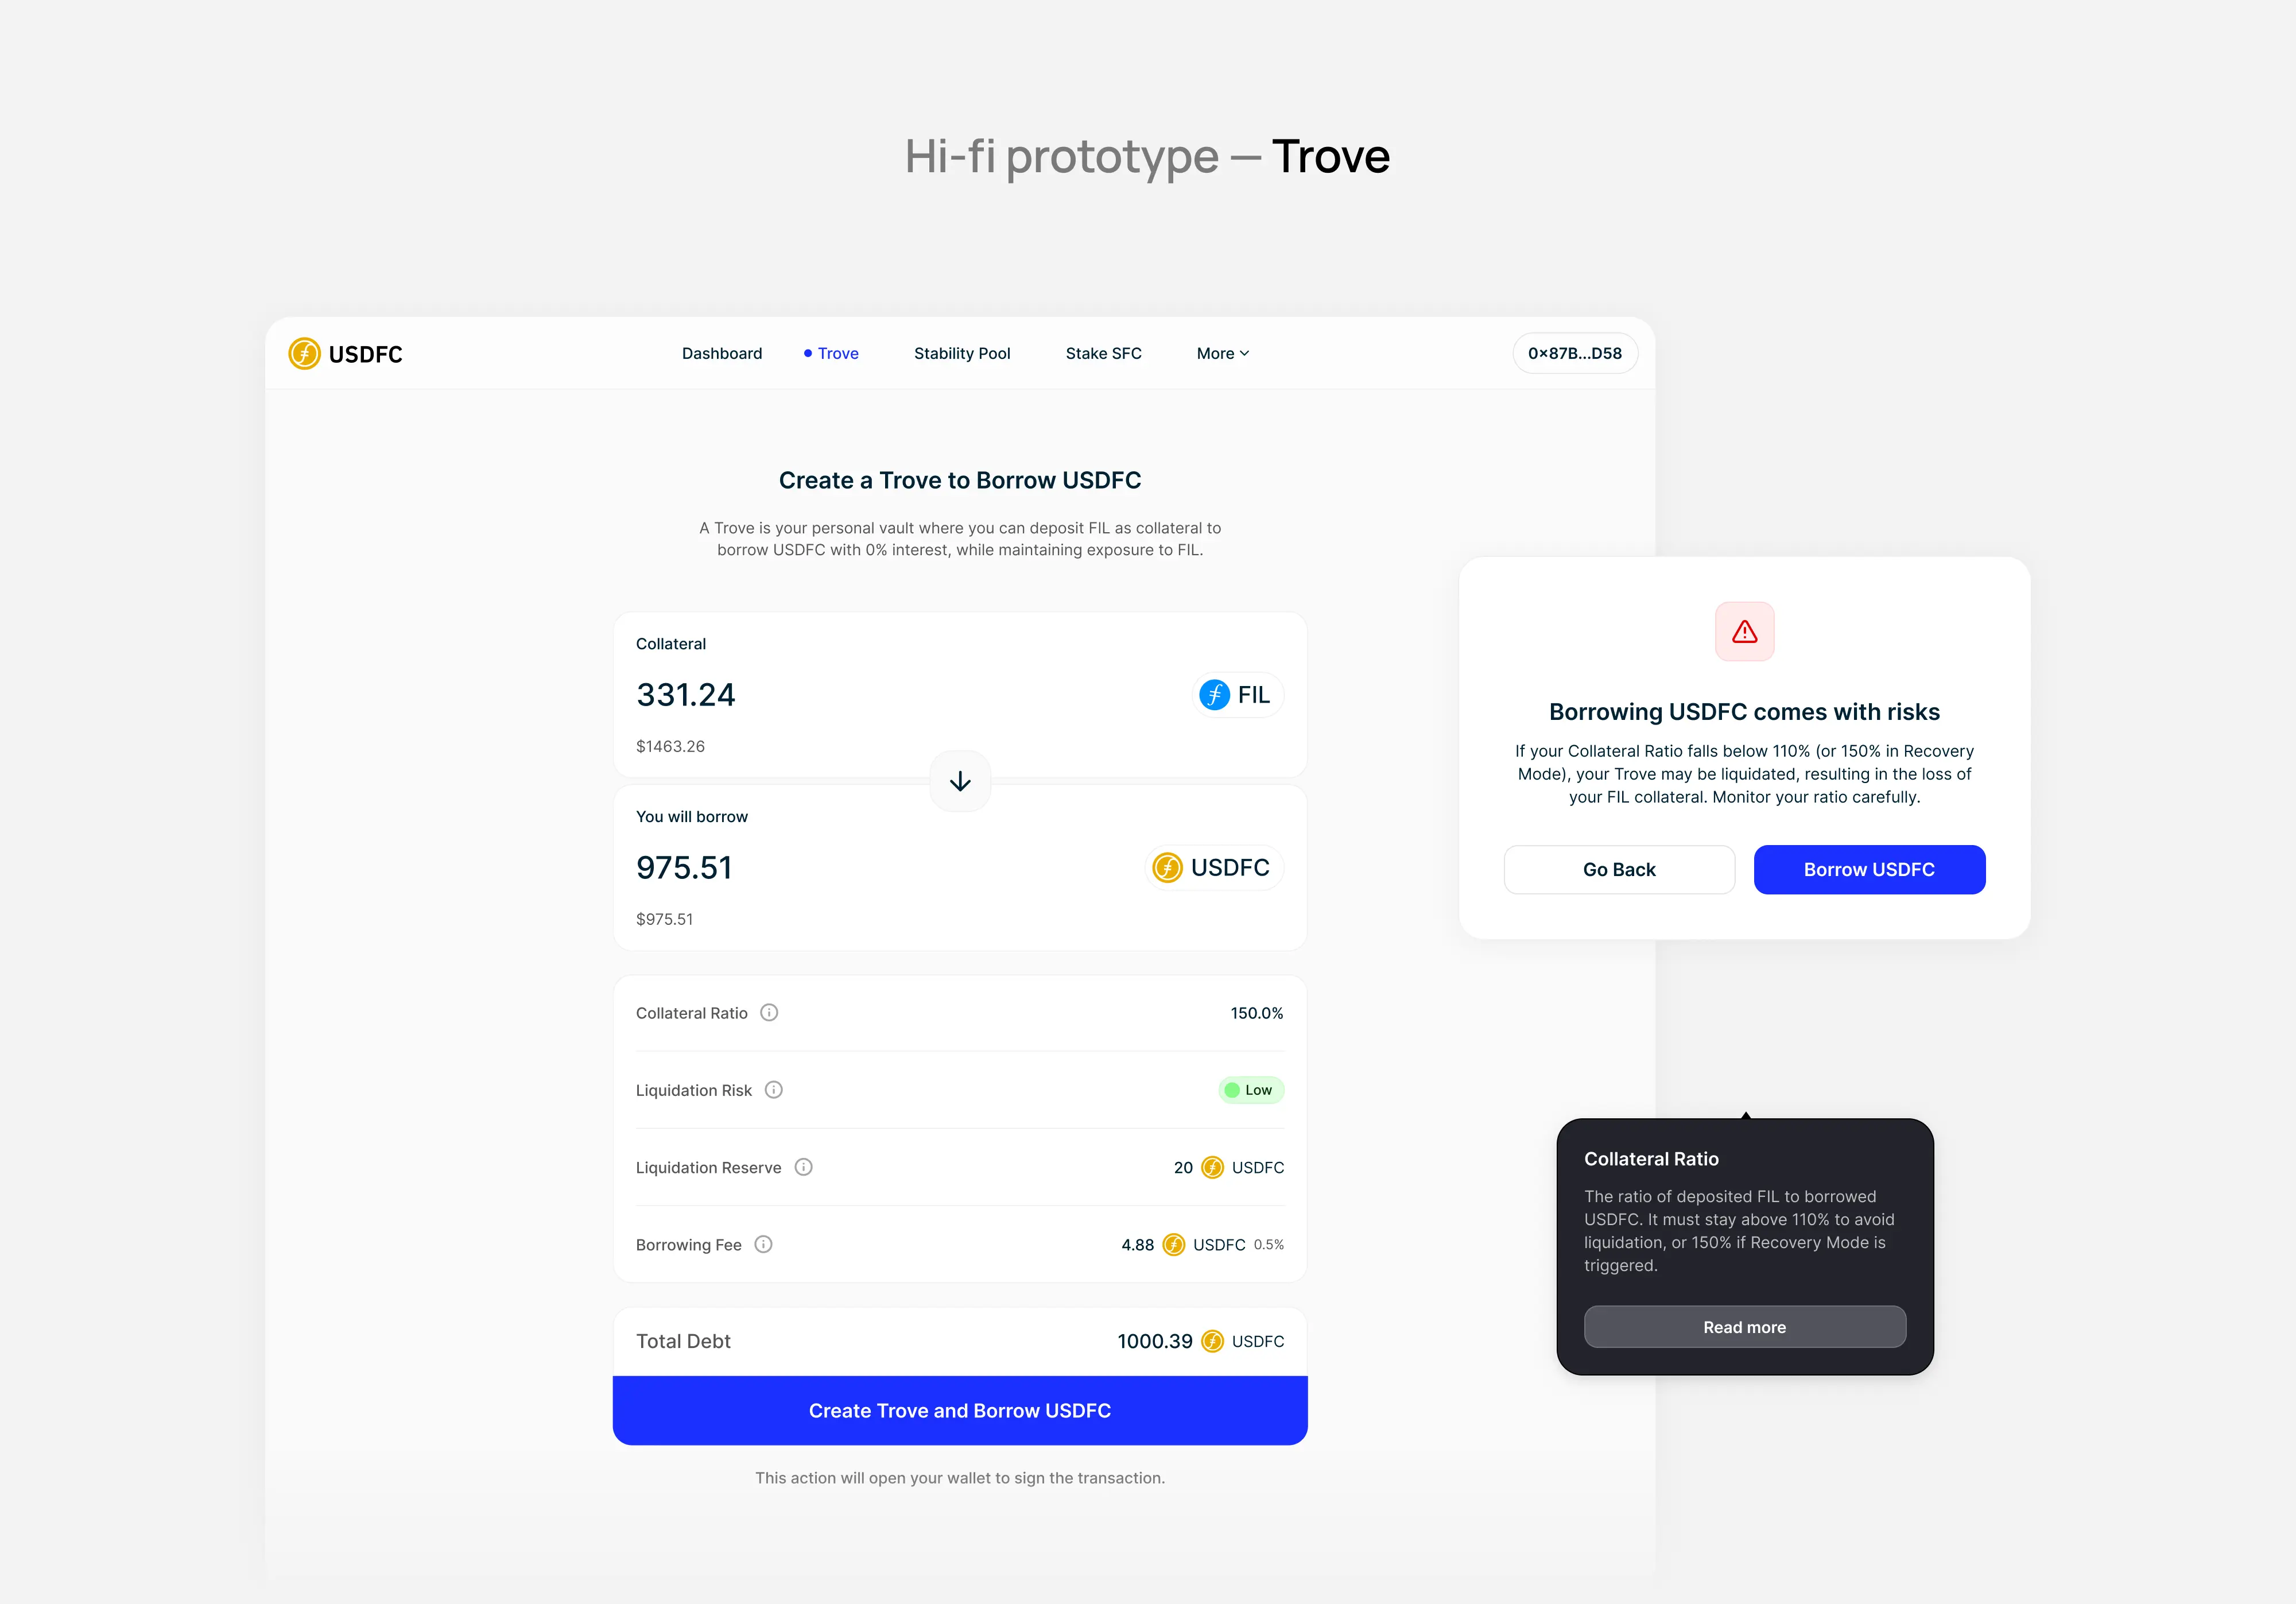 Hi-fi prototype — Trove
USDFC
Dashboard
Trove
Stability Pool
Stake SFC
More
0×87B...D58
Create a Trove to Borrow USDFC
A Trove is your personal vault where you can deposit FIL as collateral to
borrow USDFC with 0% interest, while maintaining exposure to FIL.
Collateral
331.24
FIL
$1463.26
You will borrow
975.51
USDFC
$975.51
Collateral Ratio
150.0%
Liquidation Risk
Low
Liquidation Reserve
20 USDFC
Borrowing Fee
4.88 USDFC 0.5%
Total Debt
1000.39 USDFC
Create Trove and Borrow USDFC
This action will open your wallet to sign the transaction.
Borrowing USDFC comes with risks
If your Collateral Ratio falls below 110% (or 150% in Recovery
Mode), your Trove may be liquidated, resulting in the loss of
your FIL collateral. Monitor your ratio carefully.
Go Back
Borrow USDFC
Collateral Ratio
The ratio of deposited FIL to borrowed
USDFC. It must stay above 110% to avoid
liquidation, or 150% if Recovery Mode is
triggered.
Read more